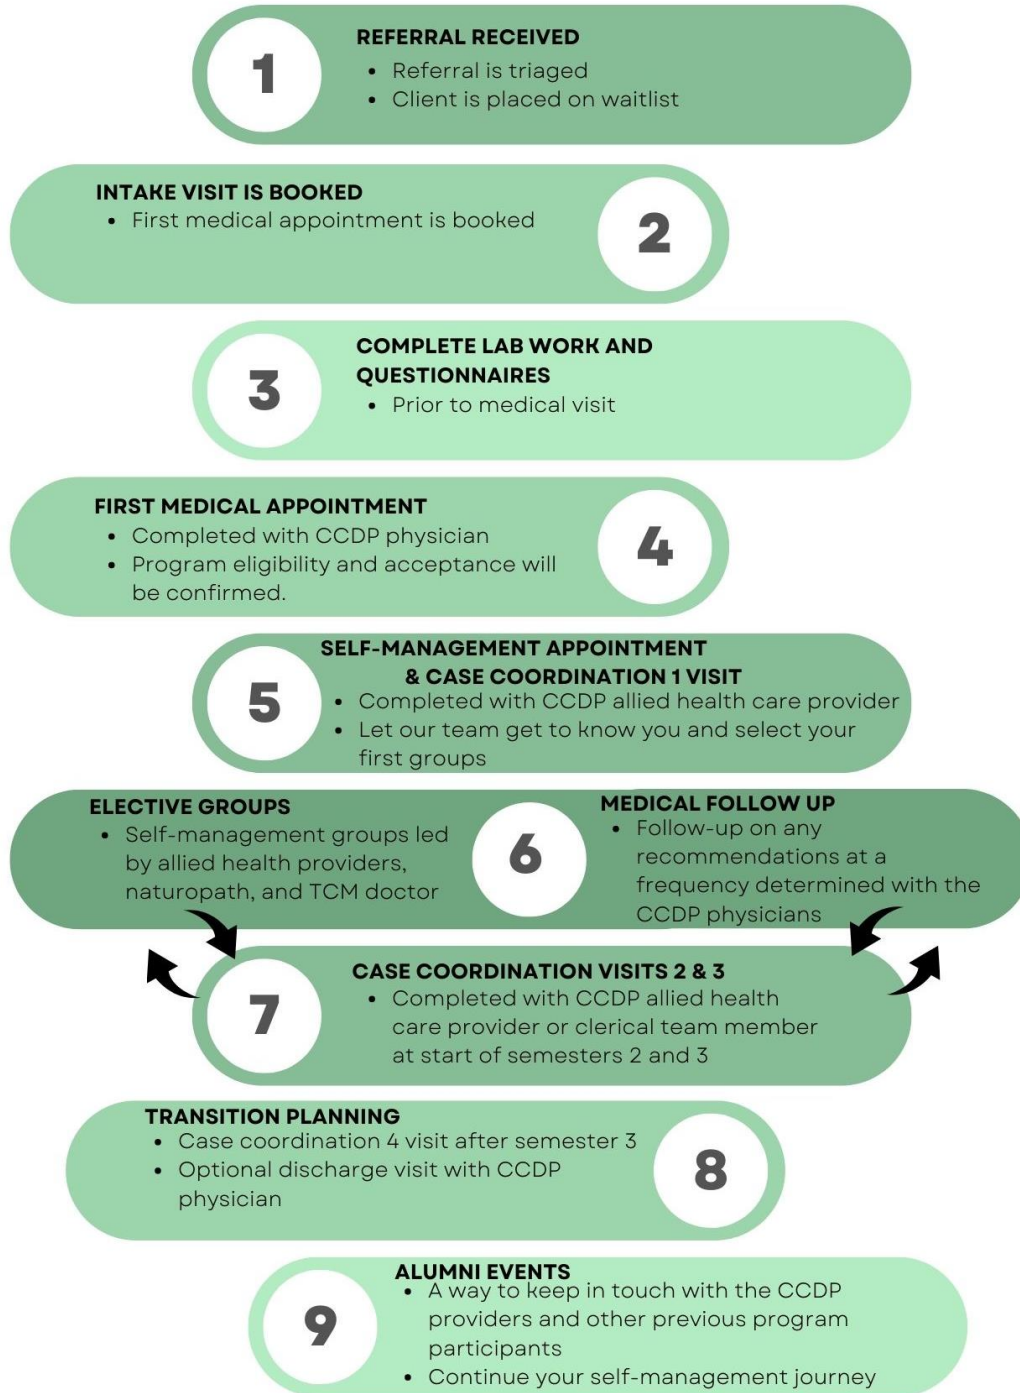 1
REFERRAL RECEIVED
• Referral is triaged
• Client is placed on waitlist
INTAKE VISIT IS BOOKED
• First medical appointment is booked
2
3
COMPLETE LAB WORK AND
QUESTIONNAIRES
• Prior to medical visit
FIRST MEDICAL APPOINTMENT
• Completed with CCDP physician
• Program eligibility and acceptance will
be confirmed.
4
5
SELF-MANAGEMENT APPOINTMENT
& CASE COORDINATION 1 VISIT
• Completed with CCDP allied health care provider
• Let our team get to know you and select your
first groups
ELECTIVE GROUPS
• Self-management groups led
by allied health providers,
naturopath, and TCM doctor
6
MEDICAL FOLLOW UP
• Follow-up on any
recommendations at a
frequency determined with the
CCDP physicians
7
CASE COORDINATION VISITS 2 & 3
• Completed with CCDP allied health
care provider or clerical team member
at start of semesters 2 and 3
TRANSITION PLANNING
• Case coordination 4 visit after semester 3
• Optional discharge visit with CCDP
physician
8
9
ALUMNI EVENTS
• A way to keep in touch with the CCDP
providers and other previous program
participants
• Continue your self-management journey